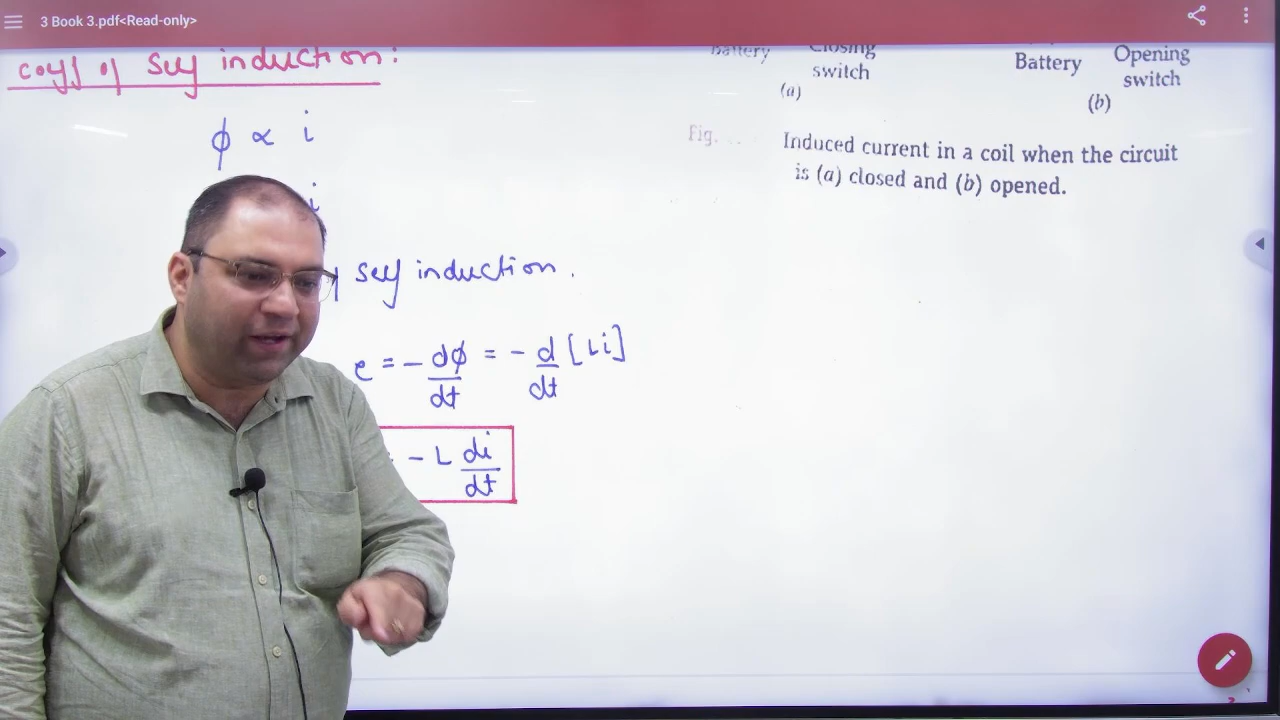 3 Book 3.pdf<Read-only>
coeff of Self induction:
Battery Closing switch
(a)
Battery Opening switch
(b)
Fig.
Induced current in a coil when the circuit
is (a) closed and (b) opened.
ϕ ∝ i
i
self induction.
e = - dϕ/dt = - d/dt [Li]
- L di/dt